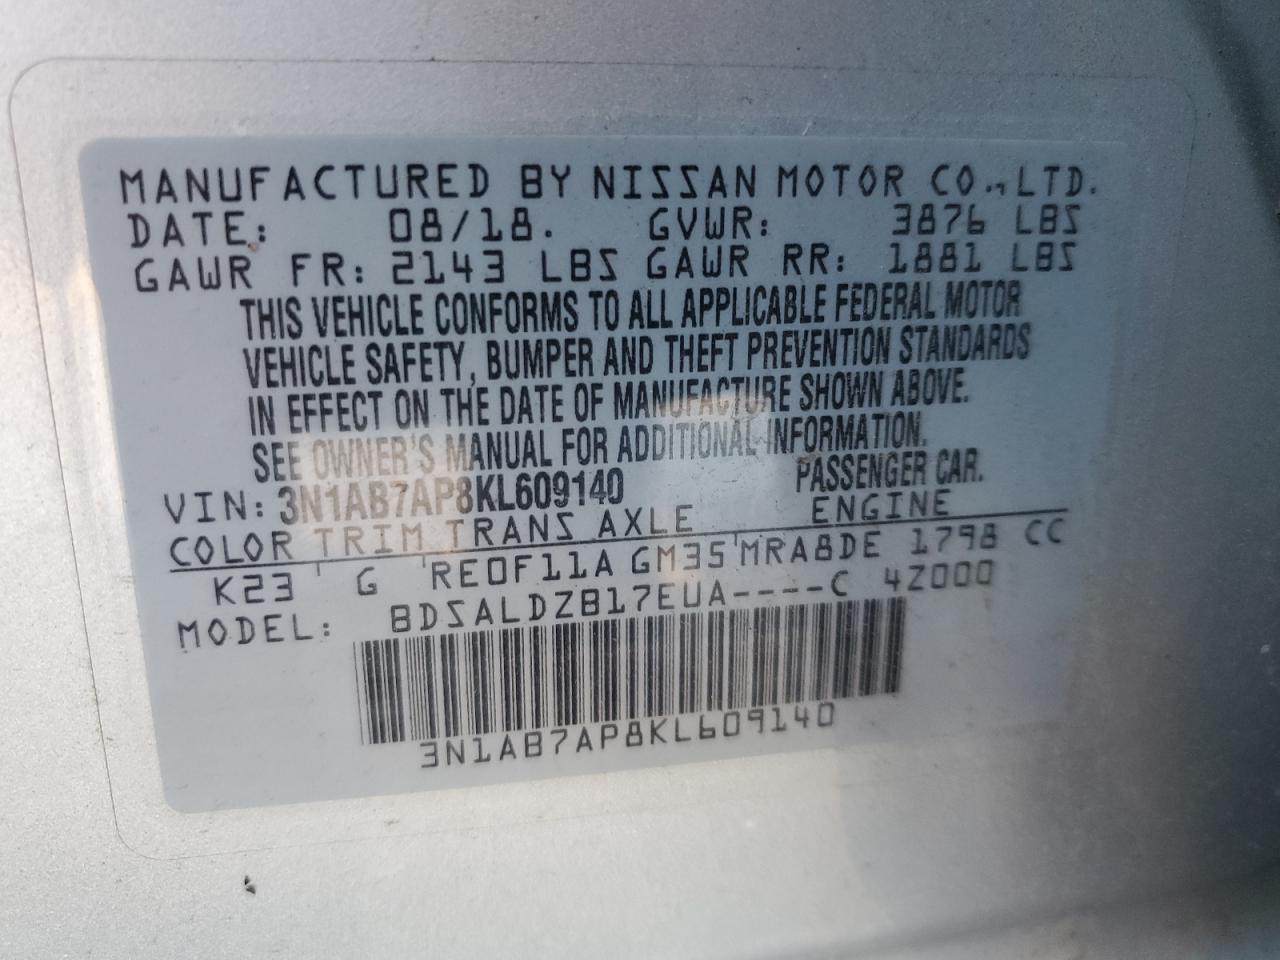 MANUFACTURED BY NISSAN MOTOR CO., LTD.
DATE: 08/18. GVWR: 3876 LBS
GAWR FR: 2143 LBS GAWR RR: 1881 LBS
THIS VEHICLE CONFORMS TO ALL APPLICABLE FEDERAL MOTOR
VEHICLE SAFETY, BUMPER AND THEFT PREVENTION STANDARDS
IN EFFECT ON THE DATE OF MANUFACTURE SHOWN ABOVE.
SEE OWNER'S MANUAL FOR ADDITIONAL INFORMATION.
VIN: 3N1AB7AP8KL609140 PASSENGER CAR.
COLOR TRIM TRANS AXLE ENGINE
K23 G RE0F11A GM35 MRA8DE 1798 CC
MODEL: BDSALDZB17EUA----C 4Z000
3N1AB7AP8KL609140